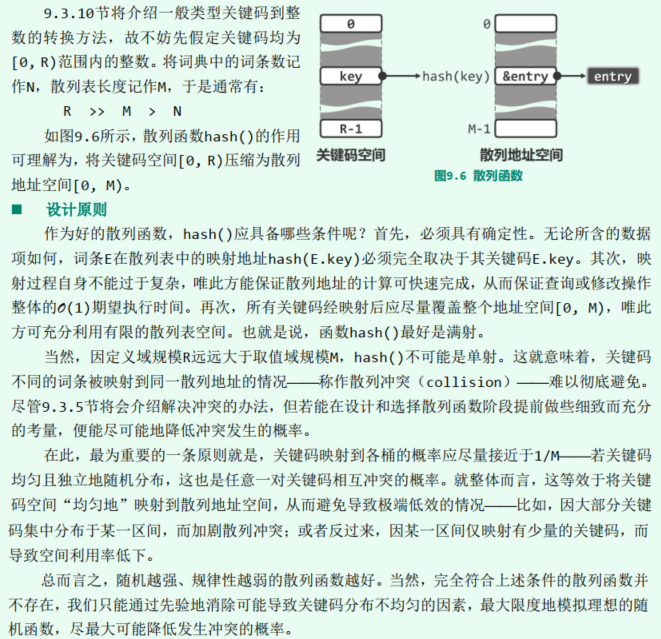 9.3.10节将介绍一般类型关键码到整
数的转换方法，故不妨先假定关键码均为
[0, R)范围内的整数。将词典中的词条数记
作N，散列表长度记作M，于是通常有：
R >> M > N
如图9.6所示，散列函数hash()的作用
可理解为，将关键码空间[0, R)压缩为散列
地址空间[0, M)。
0
key
R-1
关键码空间
hash(key)
0
&entry
M-1
散列地址空间
entry
图9.6 散列函数
■ 设计原则
作为好的散列函数，hash()应具备哪些条件呢？首先，必须具有确定性。无论所含的数据
项如何，词条E在散列表中的映射地址hash(E.key)必须完全取决于其关键码E.key。其次，映
射过程自身不能过于复杂，唯此方能保证散列地址的计算可快速完成，从而保证查询或修改操作
整体的O(1)期望执行时间。再次，所有关键码经映射后应尽量覆盖整个地址空间[0, M)，唯此
方可充分利用有限的散列表空间。也就是说，函数hash()最好是满射。
当然，因定义域规模R远远大于取值域规模M，hash()不可能是单射。这就意味着，关键码
不同的词条被映射到同一散列地址的情况——称作散列冲突（collision）——难以彻底避免。
尽管9.3.5节将会介绍解决冲突的办法，但若能在设计和选择散列函数阶段提前做些细致而充分
的考量，便能尽可能地降低冲突发生的概率。
在此，最为重要的一条原则就是，关键码映射到各桶的概率应尽量接近于1/M——若关键码
均匀且独立地随机分布，这也是任意一对关键码相互冲突的概率。就整体而言，这等效于将关键
码空间“均匀地”映射到散列地址空间，从而避免导致极端低效的情况——比如，因大部分关键
码集中分布于某一区间，而加剧散列冲突；或者反过来，因某一区间仅映射有少量的关键码，而
导致空间利用率低下。
总而言之，随机越强、规律性越弱的散列函数越好。当然，完全符合上述条件的散列函数并
不存在，我们只能通过先验地消除可能导致关键码分布不均匀的因素，最大限度地模拟理想的随
机函数，尽最大可能降低发生冲突的概率。